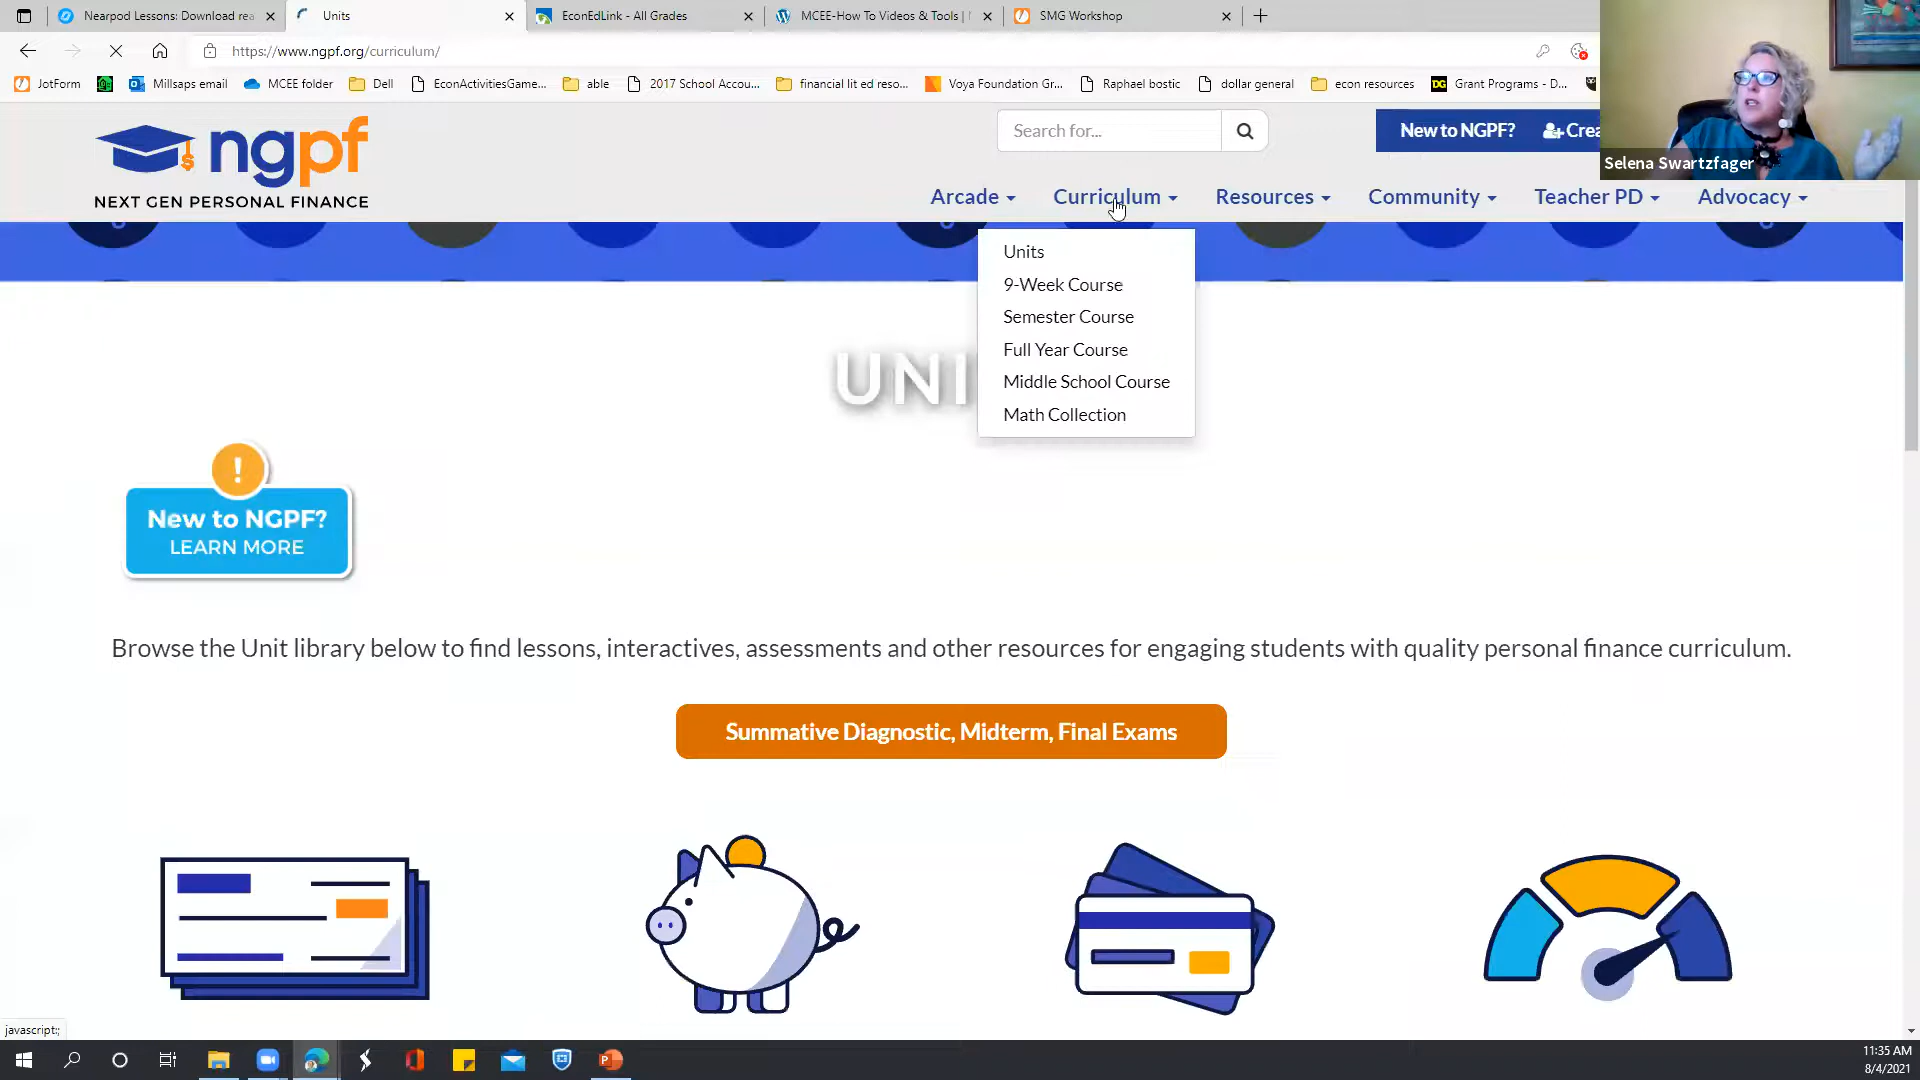 Nearpod Lessons: Download rea
Units
EconEdLink - All Grades
MCEE-How To Videos & Tools |
SMG Workshop
https://www.ngpf.org/curriculum/
JotForm
Millsaps email
MCEE folder
Dell
EconActivitiesGame...
able
2017 School Accou...
financial lit ed reso...
Voya Foundation Gr...
Raphael bostic
dollar general
econ resources
DG
Grant Programs - D...
Selena Swartzfager
ngpf
NEXT GEN PERSONAL FINANCE
Search for...
New to NGPF?
Crea
Arcade
Curriculum
Resources
Community
Teacher PD
Advocacy
Units
9-Week Course
Semester Course
Full Year Course
Middle School Course
Math Collection
UNI
!
New to NGPF?
LEARN MORE
Browse the Unit library below to find lessons, interactives, assessments and other resources for engaging students with quality personal finance curriculum.
Summative Diagnostic, Midterm, Final Exams
javascript:;
11:35 AM
8/4/2021